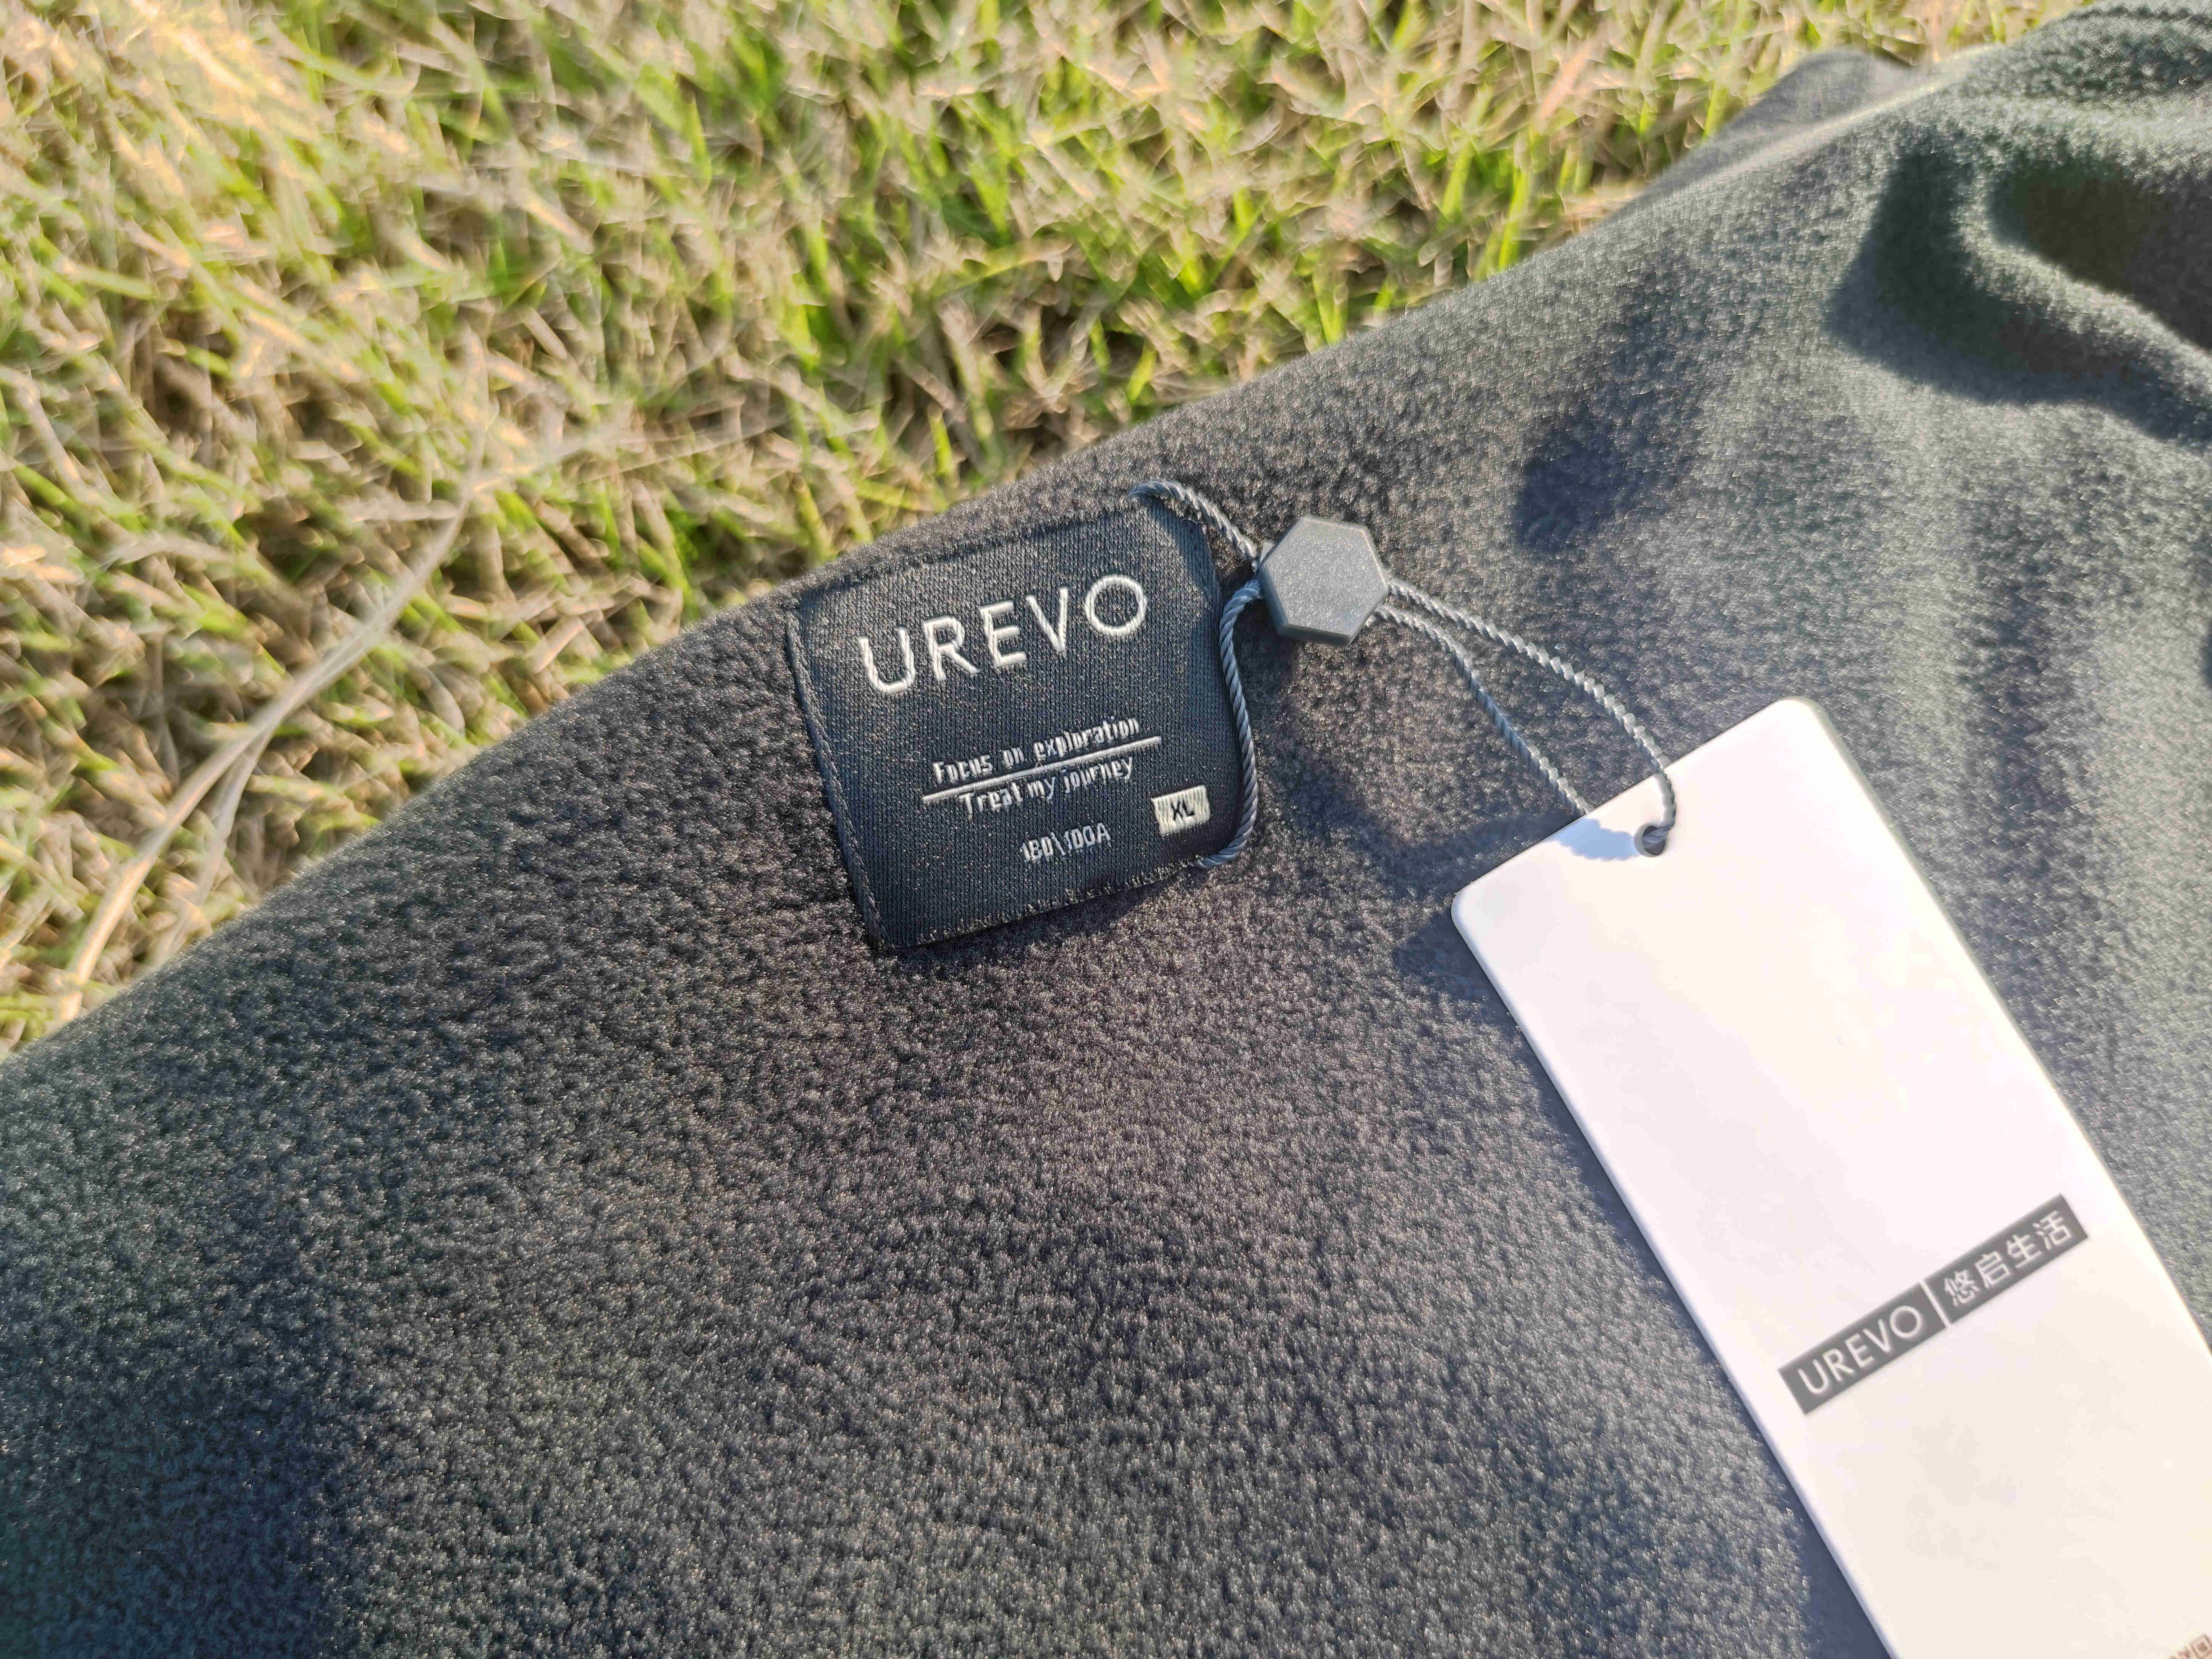 UREVO
Focus on exploration
Treat my journey
XL
180\100A
UREVO 悠启生活